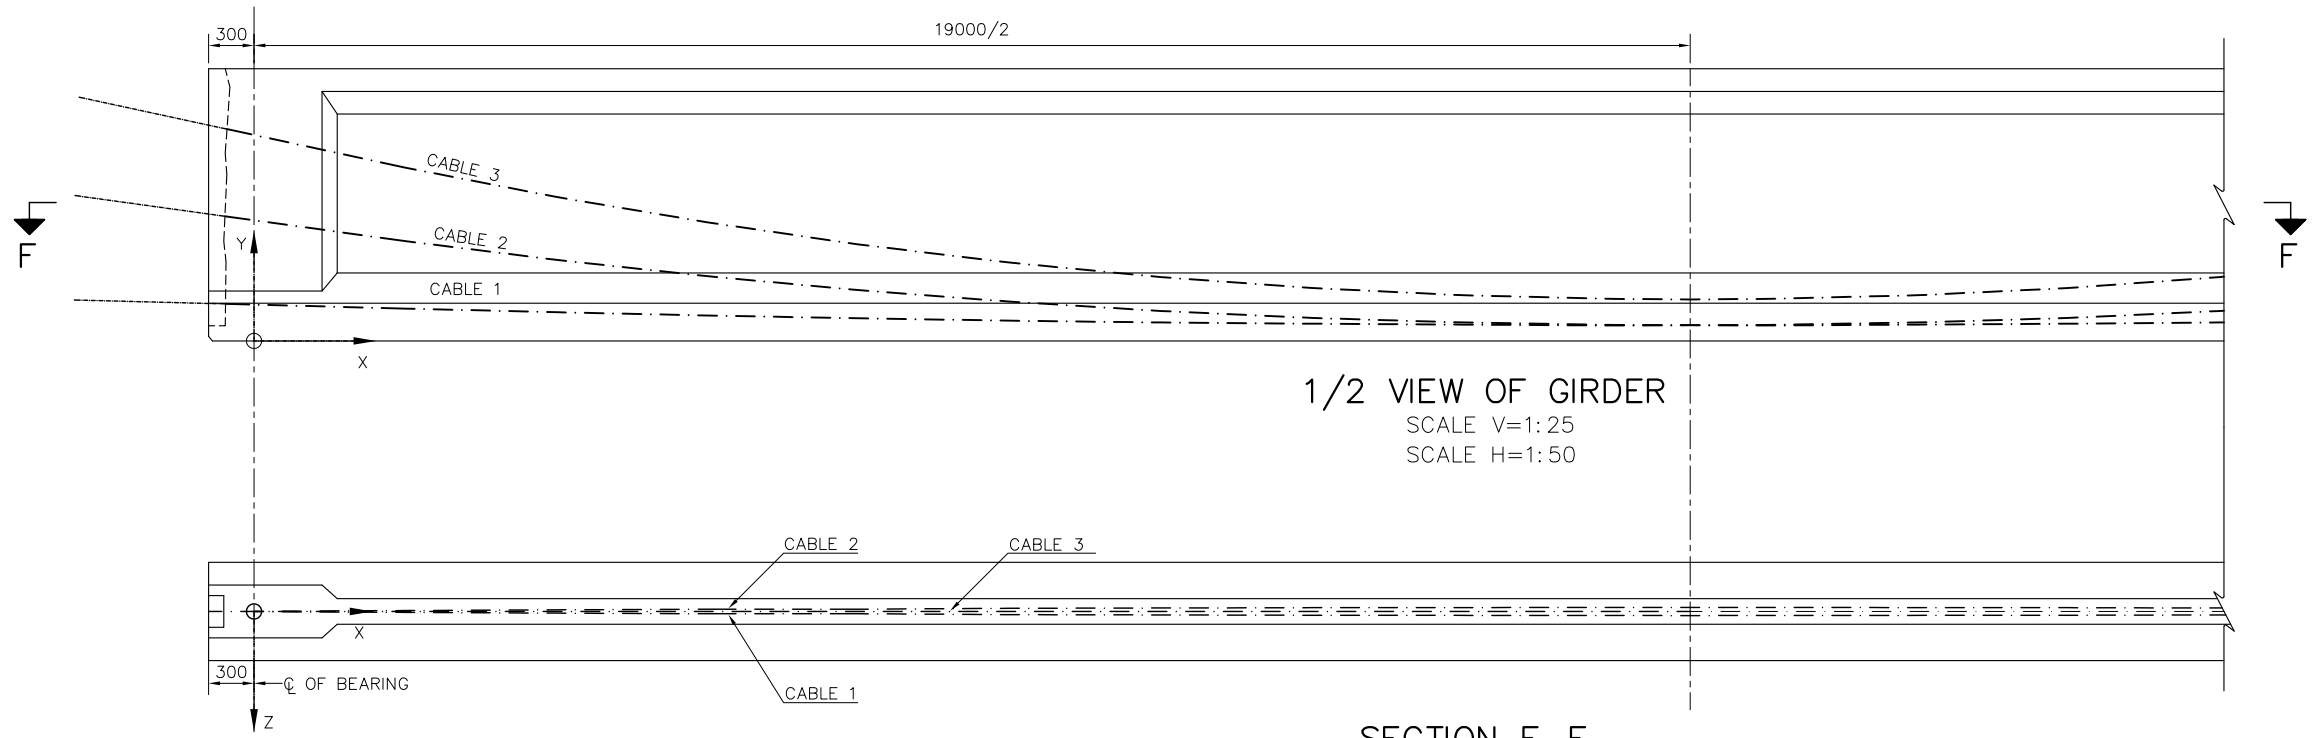 300
19000/2
CABLE 3
F
F
CABLE 2
Y
CABLE 1
X
1/2 VIEW OF GIRDER
SCALE V=1:25
SCALE H=1:50
CABLE 2
CABLE 3
X
300
℄ OF BEARING
CABLE 1
Z
SECTION F-F